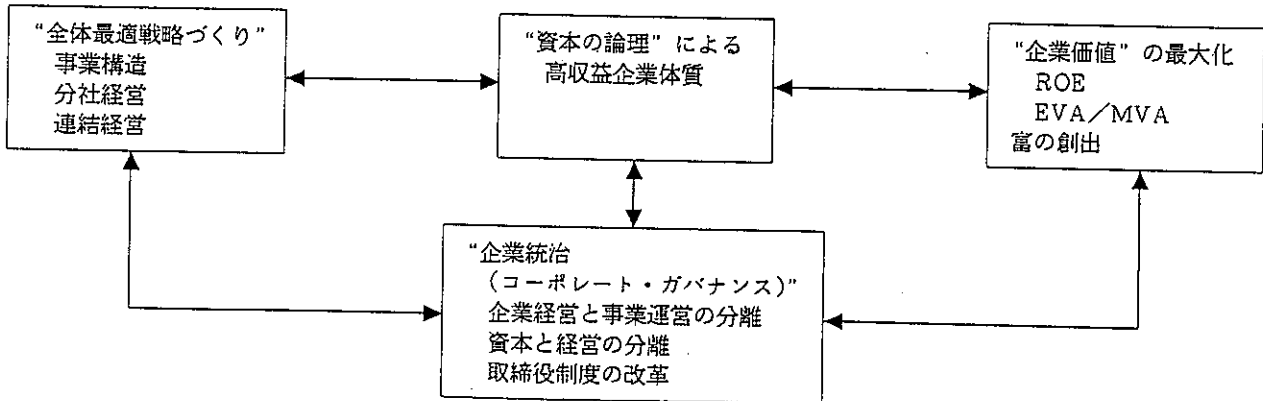 “全体最適戦略づくり”
事業構造
分社経営
連結経営
“資本の論理” による
高収益企業体質
“企業価値” の最大化
ROE
EVA／MVA
富の創出
“企業統治
（コーポレート・ガバナンス）”
企業経営と事業運営の分離
資本と経営の分離
取締役制度の改革